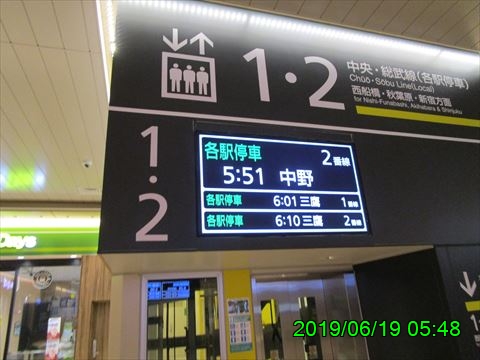 1・2
中央・総武線(各駅停車)
Chūō-Sōbu Line(Local)
西船橋・秋葉原・新宿方面
for Nishi-Funabashi, Akihabara & Shinjuku
1・2
各駅停車 2番線
5:51 中野
各駅停車 6:01 三鷹 1番線
各駅停車 6:10 三鷹 2番線
Days
2019/06/19 05:48